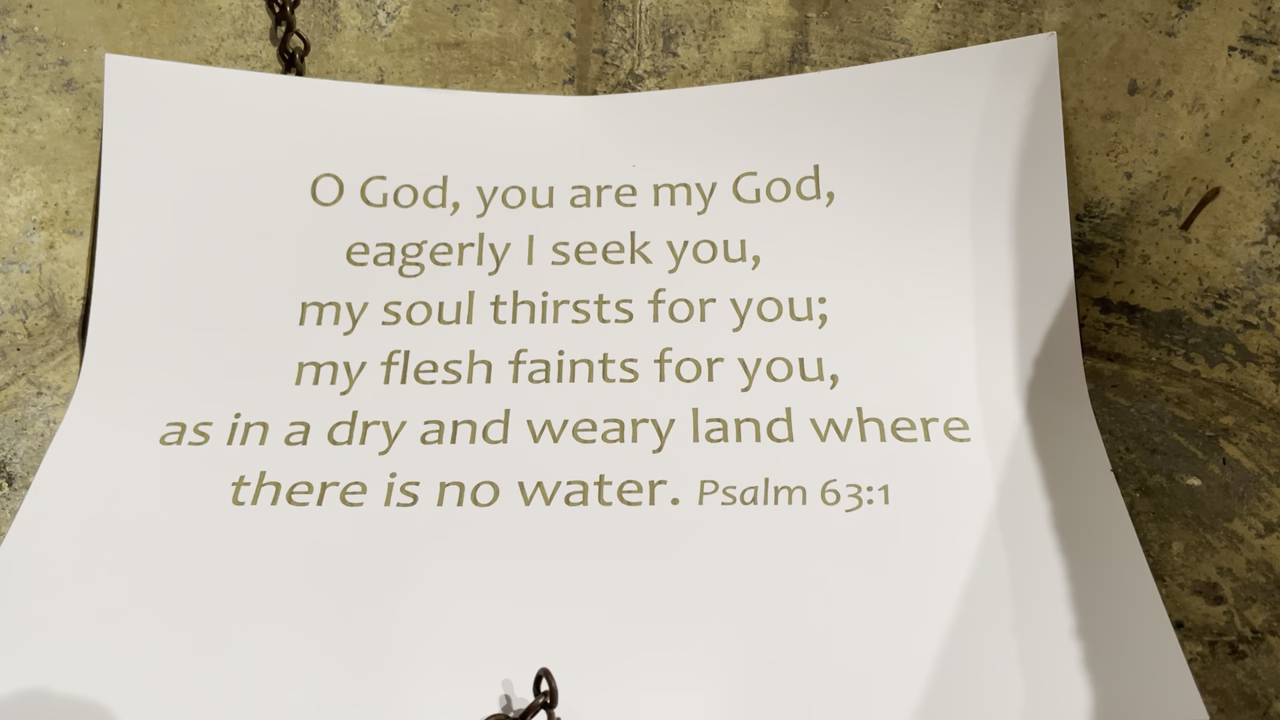 O God, you are my God,
eagerly I seek you,
my soul thirsts for you;
my flesh faints for you,
as in a dry and weary land where
there is no water. Psalm 63:1